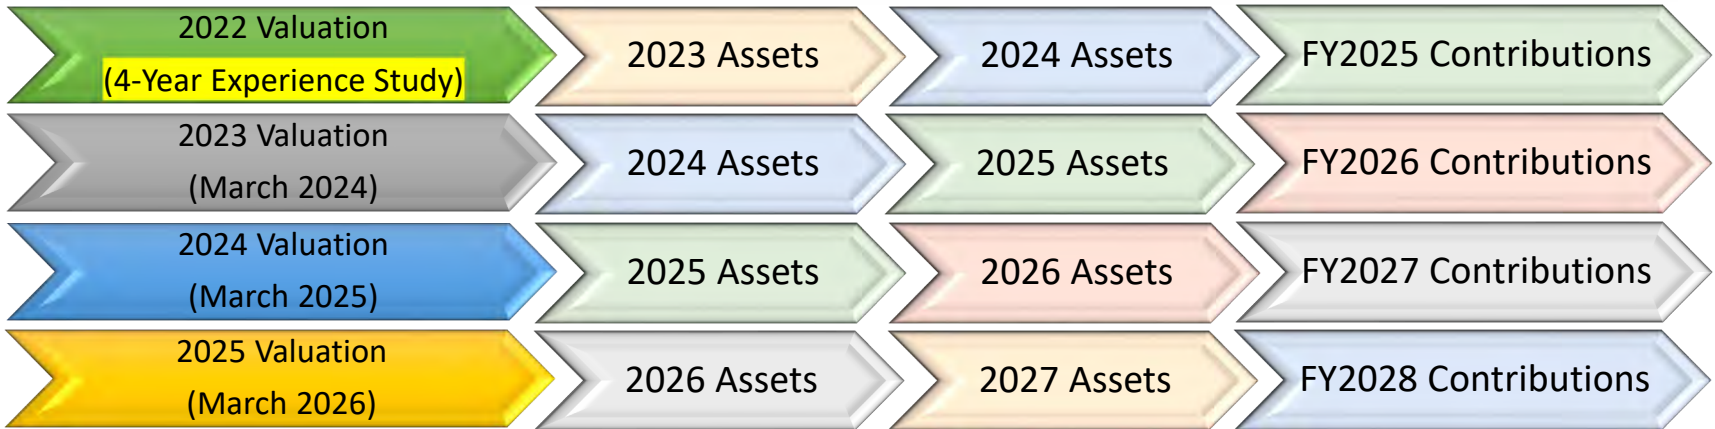 2022 Valuation
(4-Year Experience Study)
2023 Assets
2024 Assets
FY2025 Contributions
2023 Valuation
(March 2024)
2024 Assets
2025 Assets
FY2026 Contributions
2024 Valuation
(March 2025)
2025 Assets
2026 Assets
FY2027 Contributions
2025 Valuation
(March 2026)
2026 Assets
2027 Assets
FY2028 Contributions